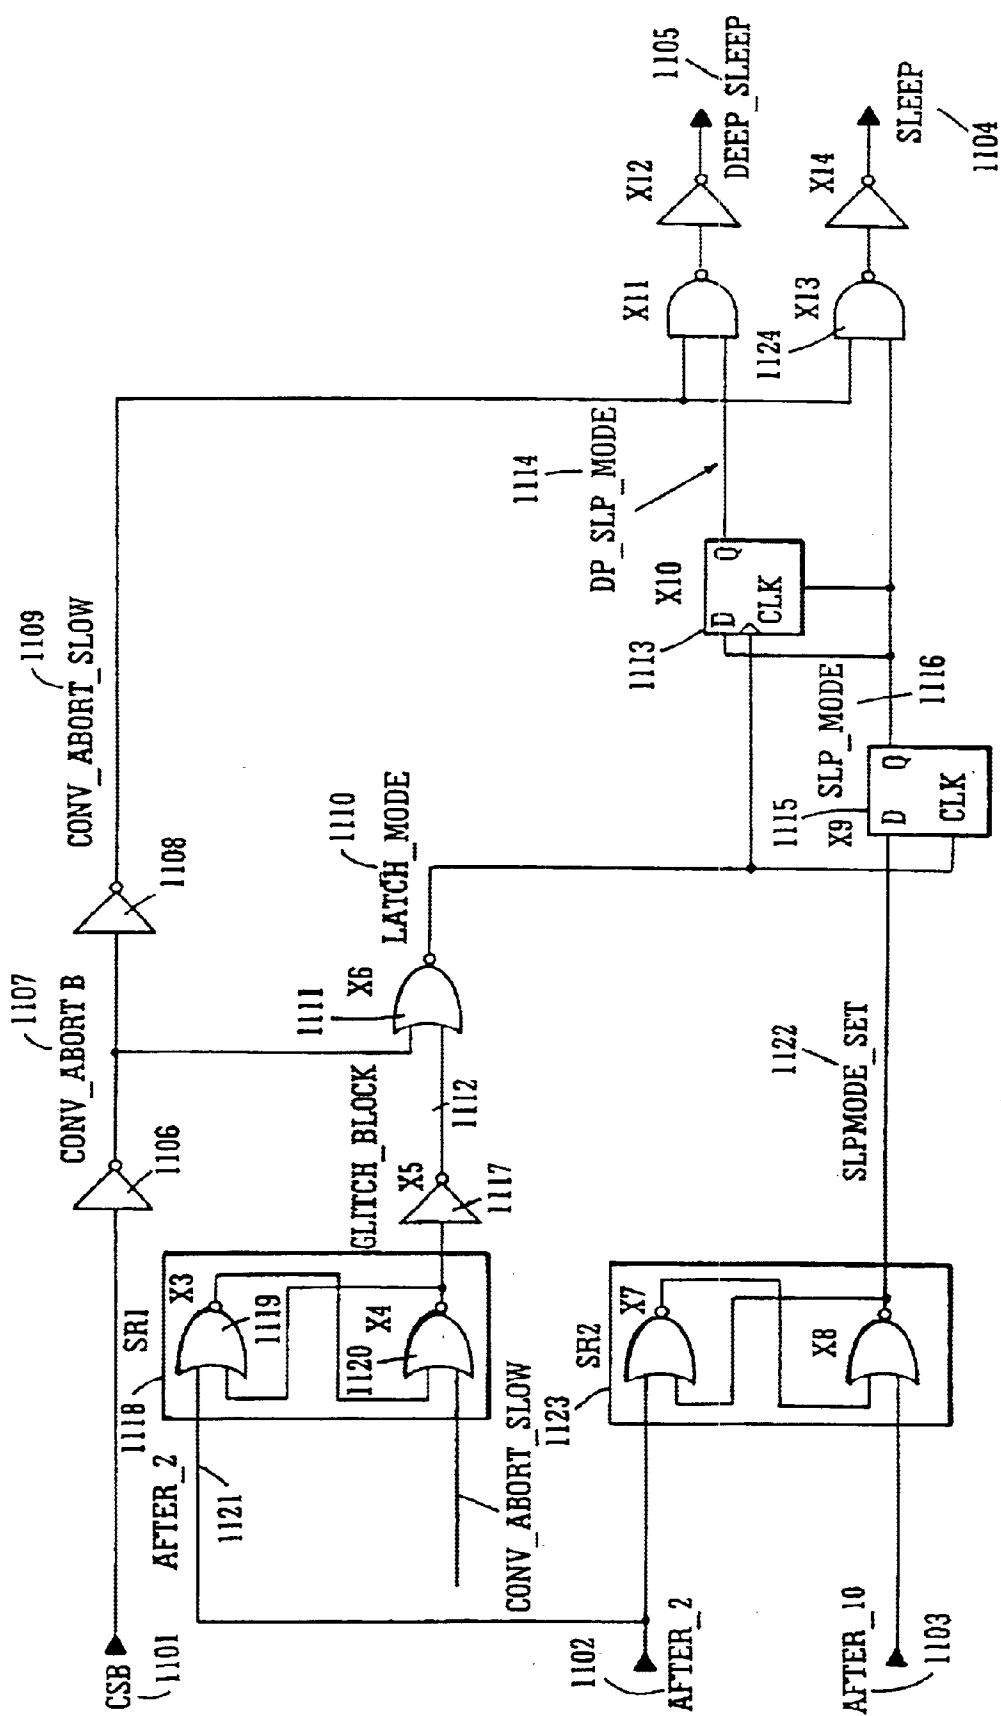 CSB
1101
1106
CONV_ABORT B
1107
1108
CONV_ABORT_SLOW
1109
AFTER_2
1121
SR1
1118
X3
1119
X4
1120
CONV_ABORT_SLOW
GLITCH_BLOCK
X5
1117
1112
X6
1111
LATCH_MODE
1110
1102
AFTER_2
AFTER_10
1103
SR2
1123
X7
X8
SLPMODE_SET
1122
X9
1115
D
Q
CLK
SLP_MODE
1116
X10
1113
D
Q
CLK
DP_SLP_MODE
1114
X11
X12
DEEP_SLEEP
1105
X13
1124
X14
SLEEP
1104